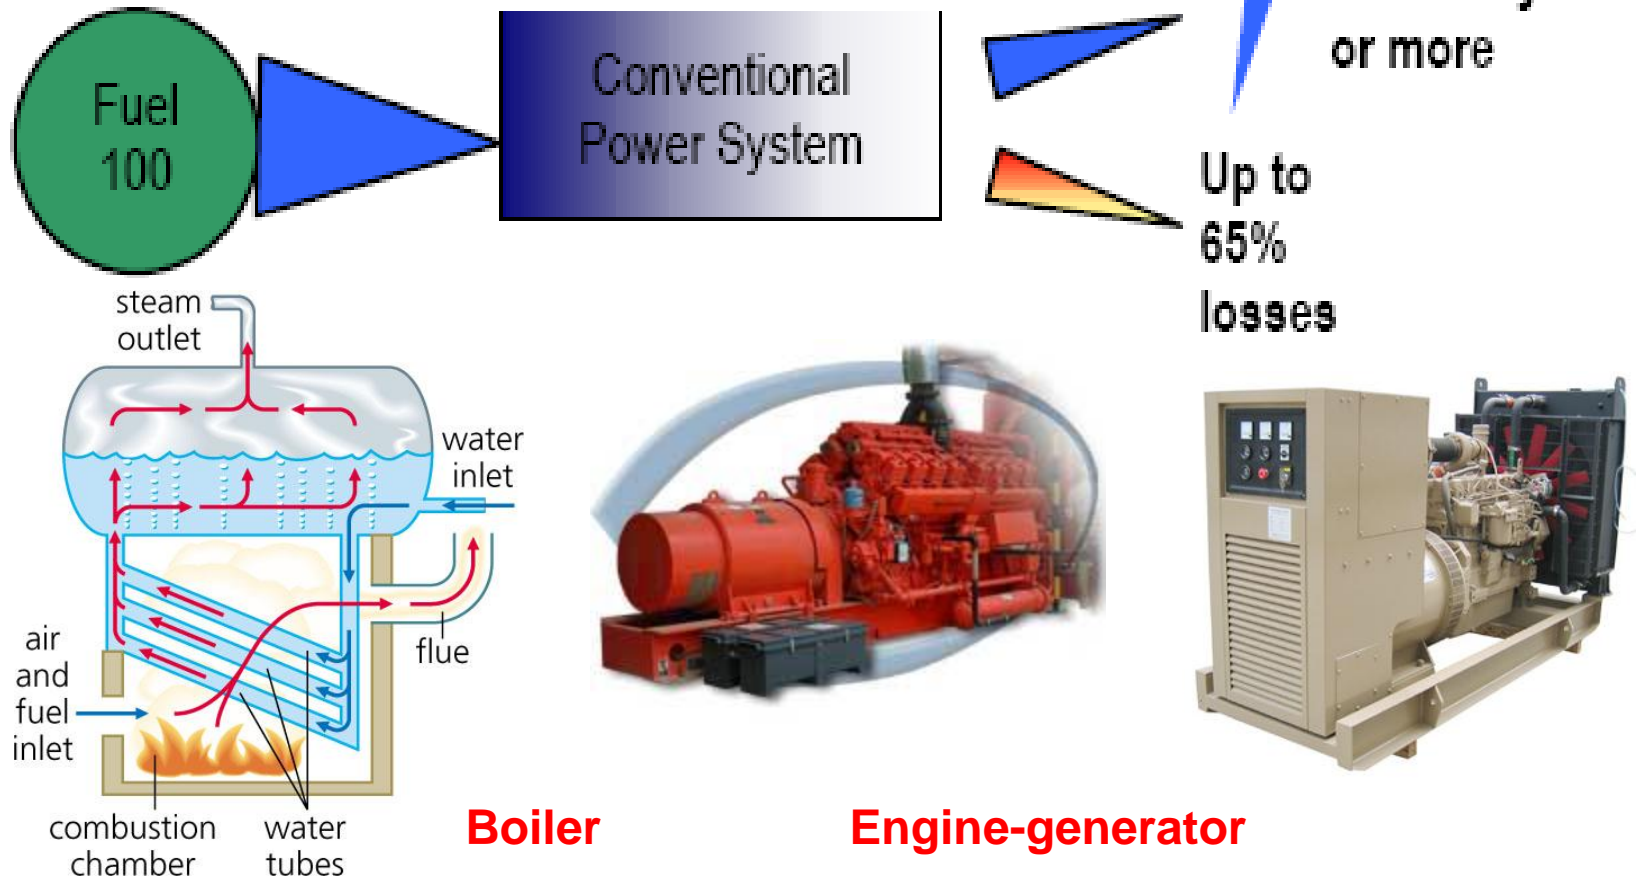 or more
Fuel
100
Conventional
Power System
Up to
65%
losses
steam
outlet
water
inlet
flue
air
and
fuel
inlet
combustion
chamber
water
tubes
Boiler
Engine-generator